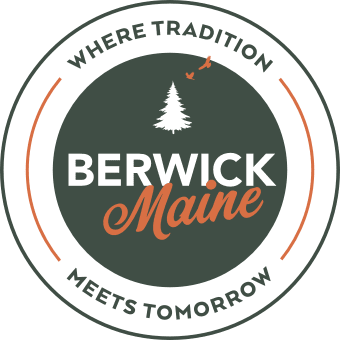 WHERE TRADITION
BERWICK
Maine
MEETS TOMORROW